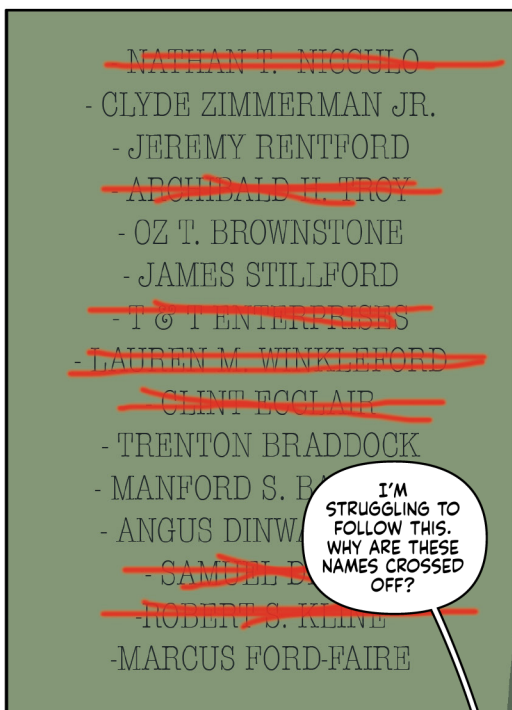 - NATHAN T. NICCULO
- CLYDE ZIMMERMAN JR.
- JEREMY RENTFORD
- ARCHIBALD H. TROY
- OZ T. BROWNSTONE
- JAMES STILLFORD
- T & T ENTERPRISES
- LAUREN M. WINKLEFORD
- CLINT ECCLAIR
- TRENTON BRADDOCK
- MANFORD S.
- ANGUS
- SAMUEL
-ROBERT S. KLINE
-MARCUS FORD-FAIRE
I'M
STRUGGLING TO
FOLLOW THIS.
WHY ARE THESE
NAMES CROSSED
OFF?